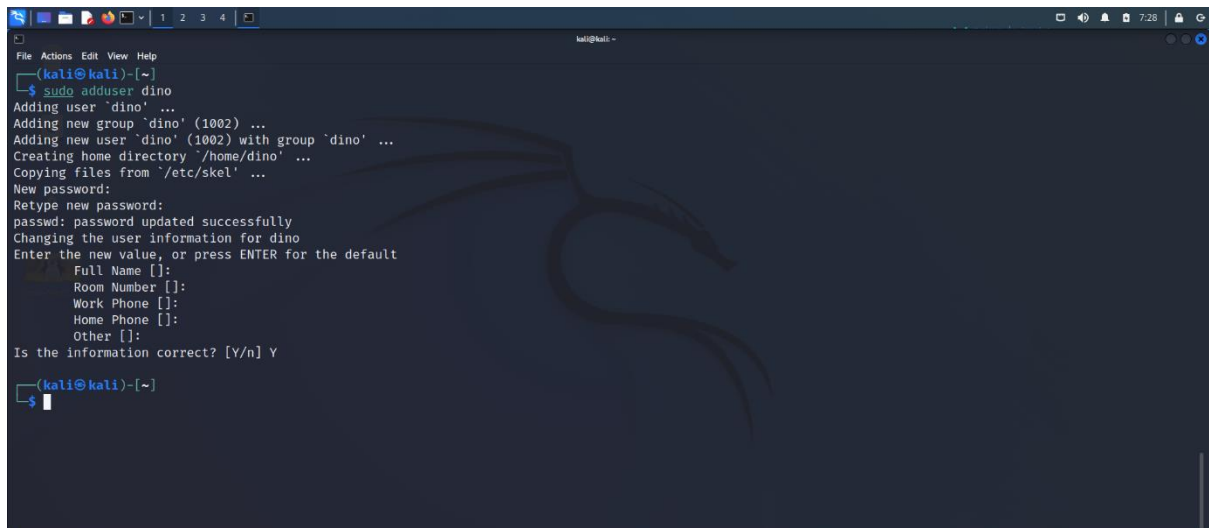 1 2 3 4
7:28
kali@kali: ~
File Actions Edit View Help
┌──(kali㉿kali)-[~]
└─$ sudo adduser dino
Adding user `dino' ...
Adding new group `dino' (1002) ...
Adding new user `dino' (1002) with group `dino' ...
Creating home directory `/home/dino' ...
Copying files from `/etc/skel' ...
New password:
Retype new password:
passwd: password updated successfully
Changing the user information for dino
Enter the new value, or press ENTER for the default
Full Name []:
Room Number []:
Work Phone []:
Home Phone []:
Other []:
Is the information correct? [Y/n] Y
┌──(kali㉿kali)-[~]
└─$